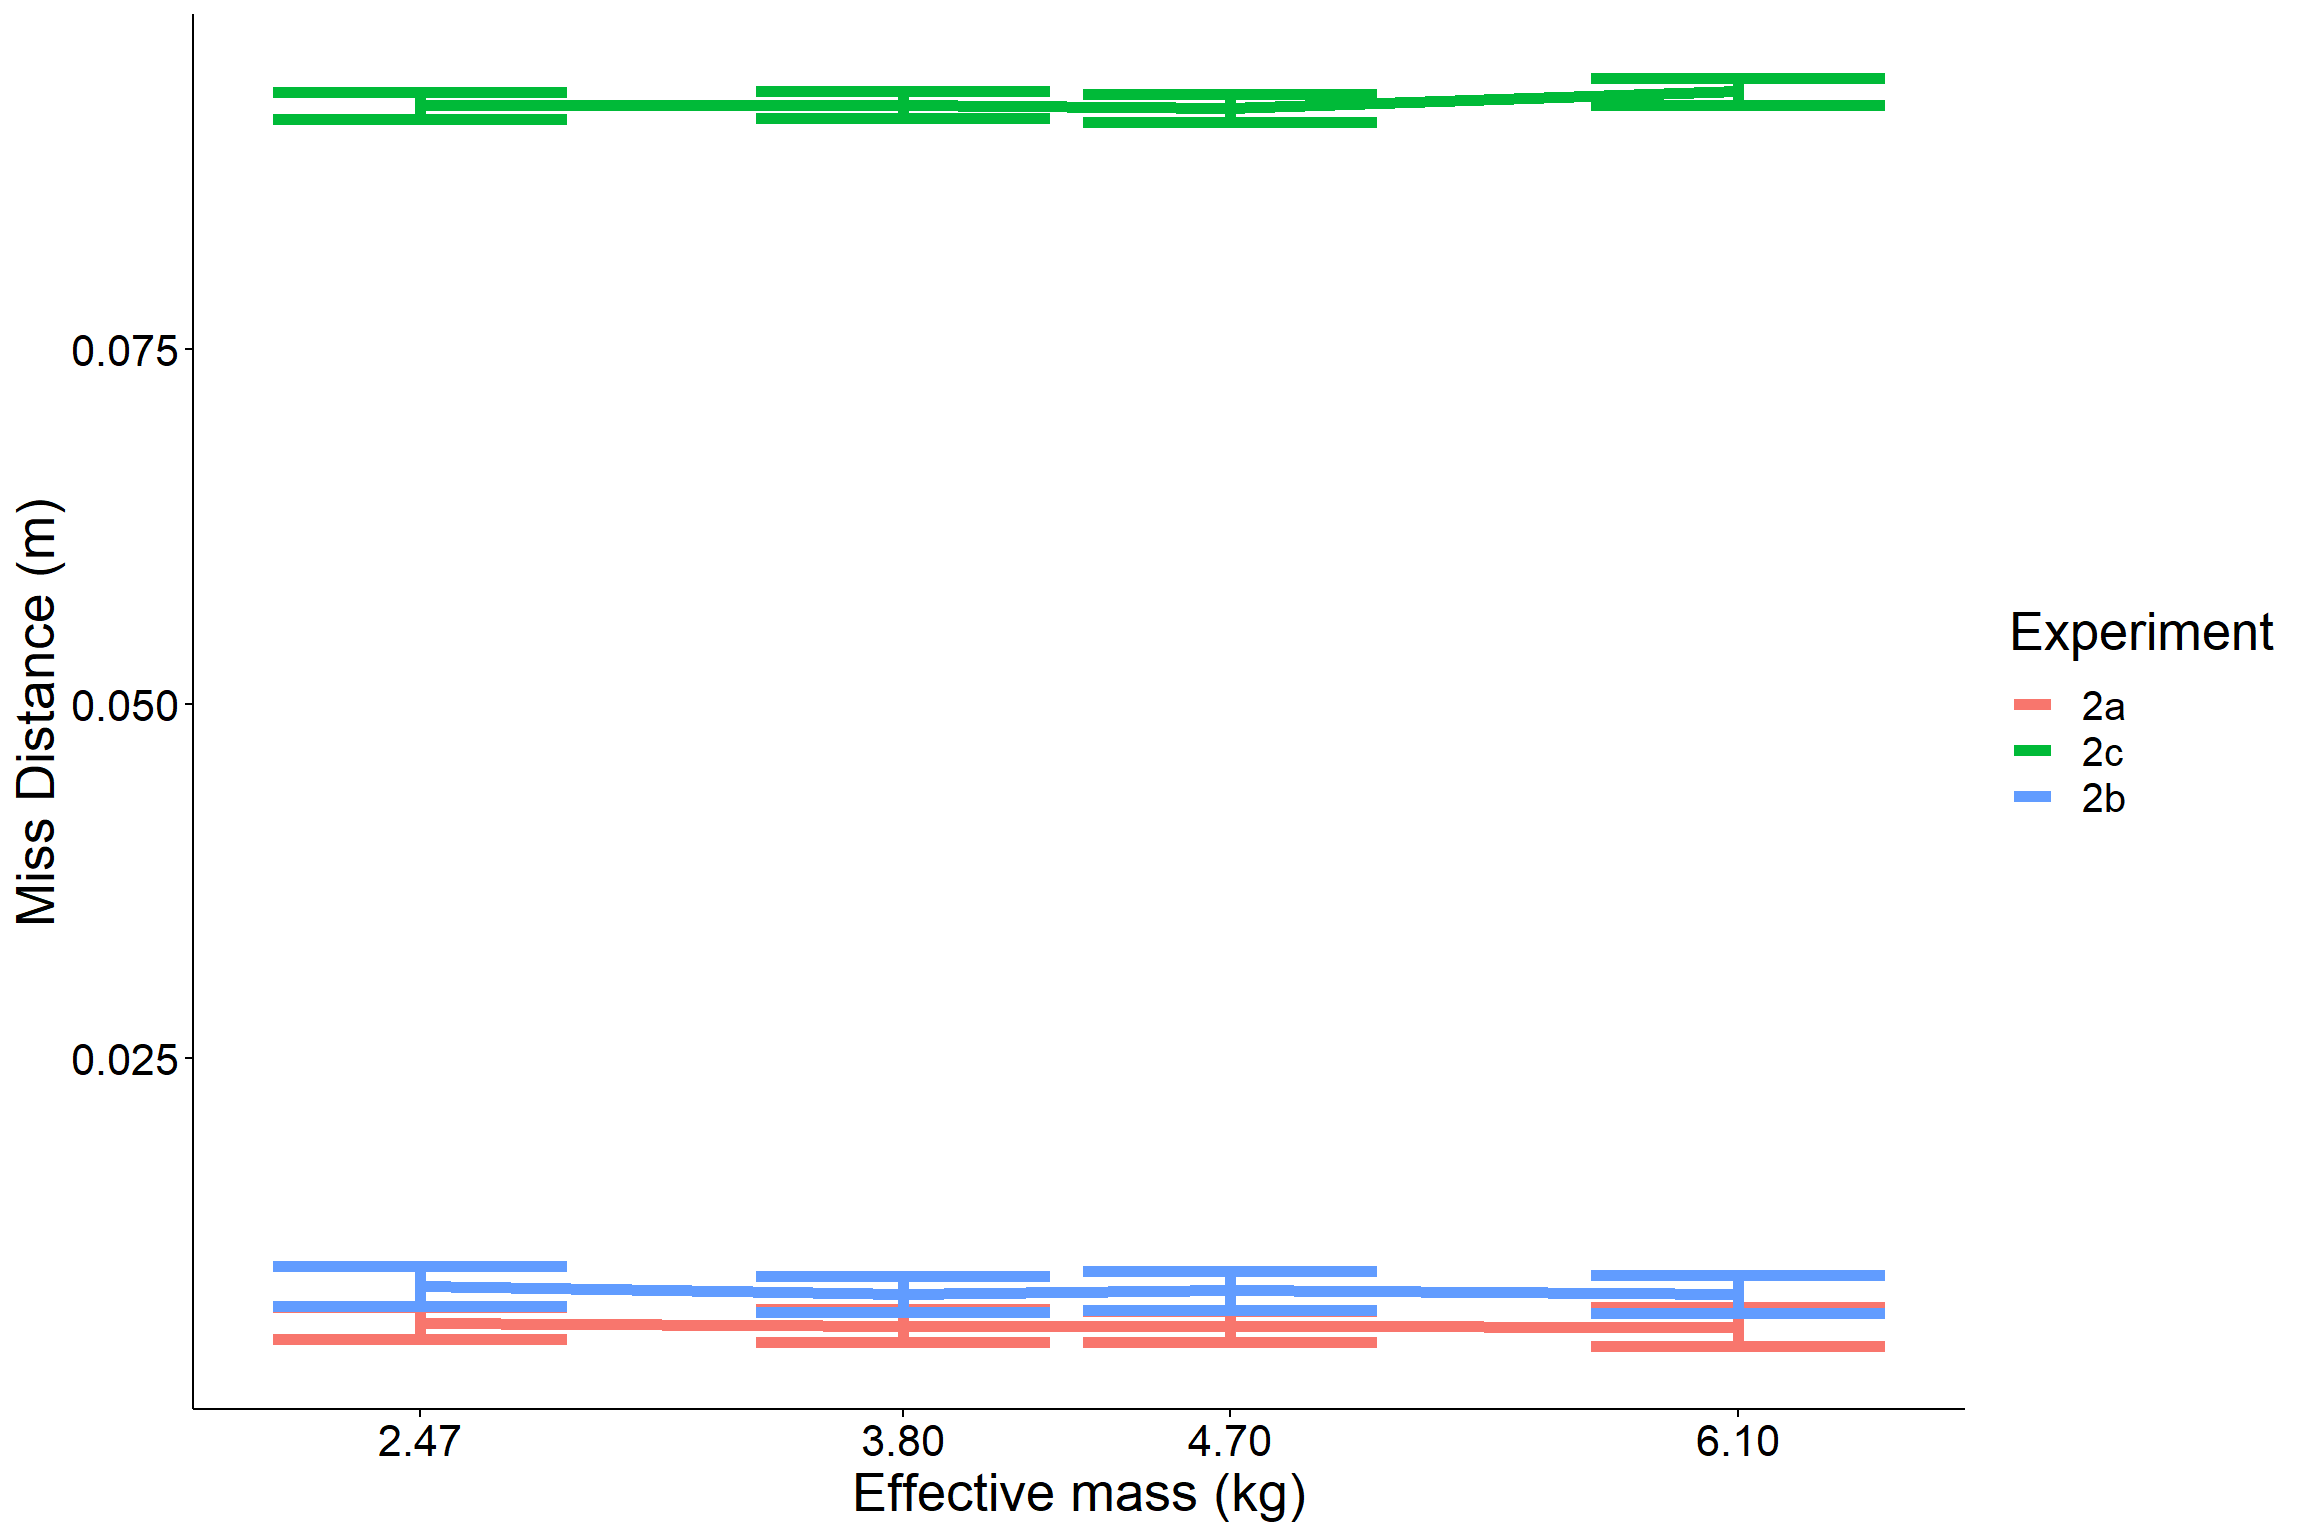 Miss Distance (m)
0.075
0.050
0.025
2.47 3.80 4.70 6.10
Effective mass (kg)
Experiment
2a
2c
2b